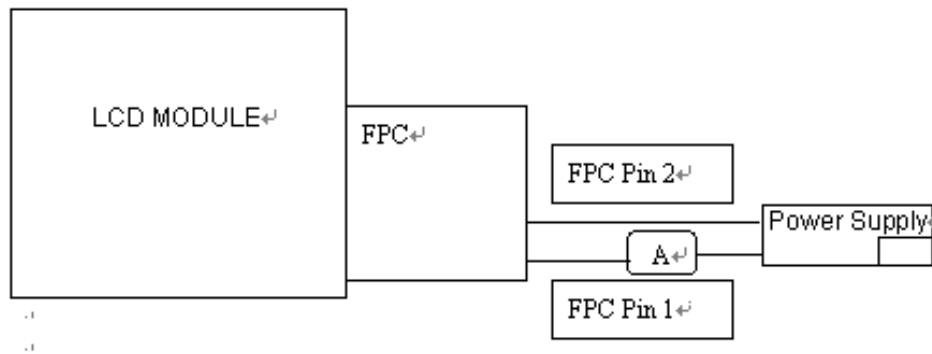 LCD MODULE↵
FPC↵
FPC Pin 2↵
Power Supply↵
A↵
FPC Pin 1↵